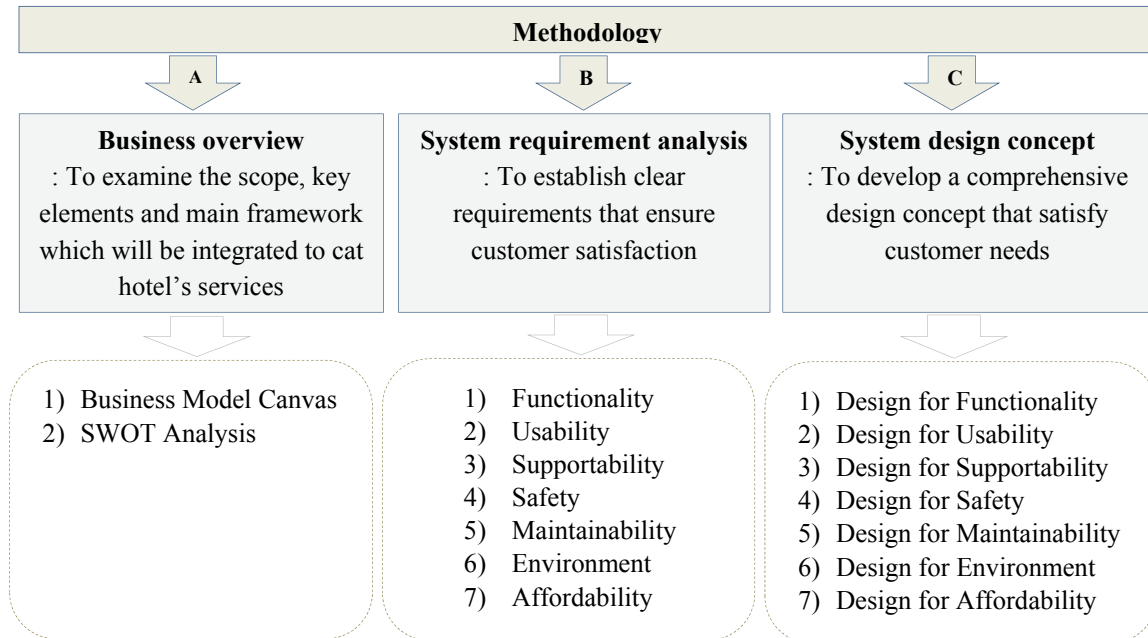 Methodology
A
B
C
Business overview
: To examine the scope, key
elements and main framework
which will be integrated to cat
hotel's services
System requirement analysis
: To establish clear
requirements that ensure
customer satisfaction
System design concept
: To develop a comprehensive
design concept that satisfy
customer needs
1) Business Model Canvas
2) SWOT Analysis
1) Functionality
2) Usability
3) Supportability
4) Safety
5) Maintainability
6) Environment
7) Affordability
1) Design for Functionality
2) Design for Usability
3) Design for Supportability
4) Design for Safety
5) Design for Maintainability
6) Design for Environment
7) Design for Affordability